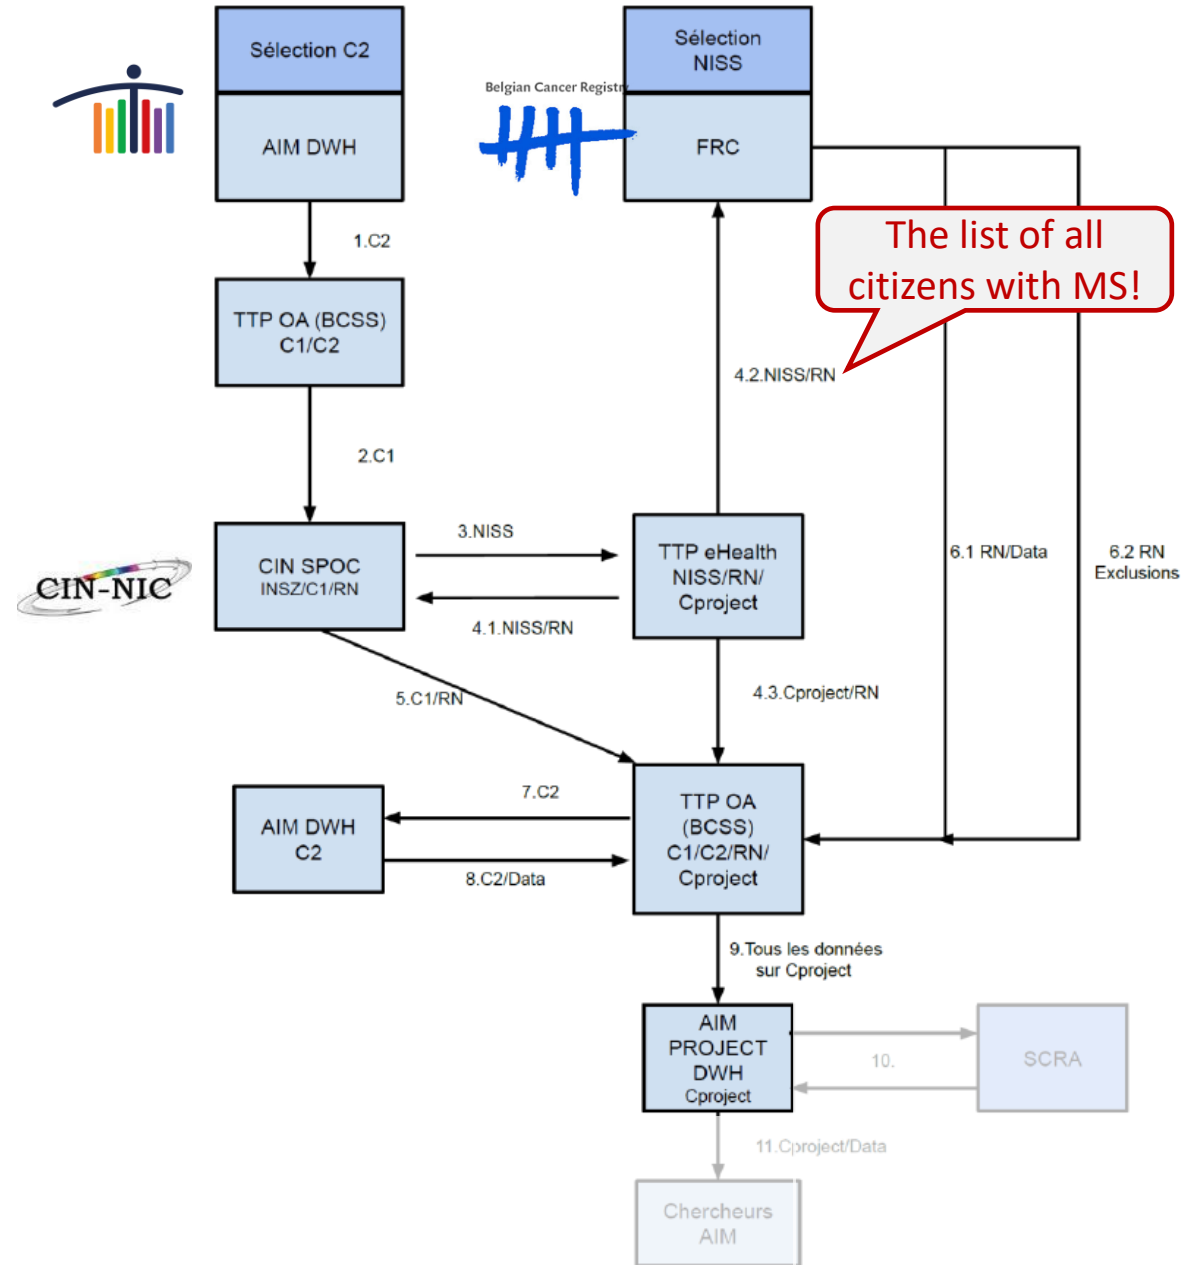 Sélection C2
AIM DWH
Belgian Cancer Registry
Sélection
NISS
FRC
1.C2
The list of all
citizens with MS!
TTP OA (BCSS)
C1/C2
4.2.NISS/RN
2.C1
CIN-NIC
CIN SPOC
INSZ/C1/RN
3.NISS
4.1.NISS/RN
TTP eHealth
NISS/RN/
Cproject
6.1 RN/Data
6.2 RN
Exclusions
5.C1/RN
4.3.Cproject/RN
AIM DWH
C2
7.C2
8.C2/Data
TTP OA
(BCSS)
C1/C2/RN/
Cproject
9.Tous les données
sur Cproject
AIM
PROJECT
DWH
Cproject
10.
SCRA
11.Cproject/Data
Chercheurs
AIM